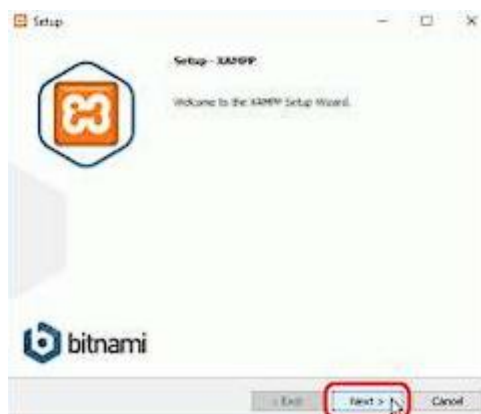 Setup
Setup - XAMPP
Welcome to the XAMPP Setup Wizard.
bitnami
< Back
Next >
Cancel